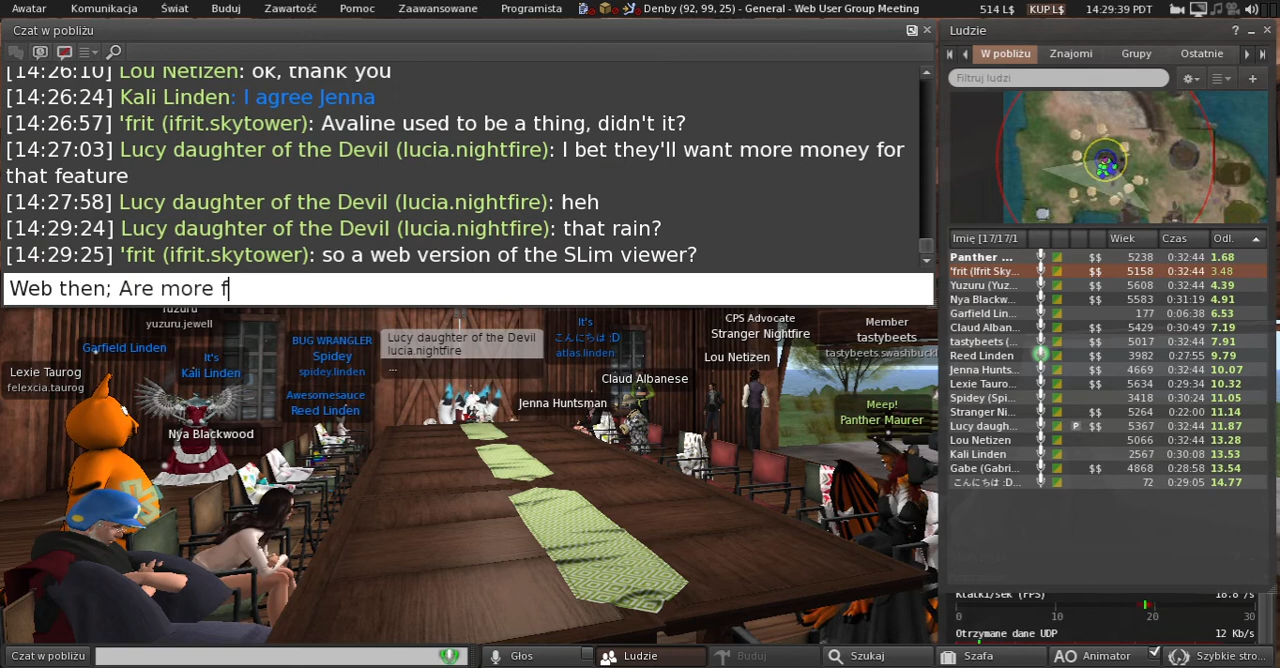 Awatar Komunikacja Świat Buduj Zawartość Pomoc Zaawansowane Programista Denby (92, 99, 25) - General - Web User Group Meeting 514 L$ KUP L$ 14:29:39 PDT
Czat w pobliżu
[14:26:10] Lou Netizen: ok, thank you
[14:26:24] Kali Linden: I agree Jenna
[14:26:57] 'frit (ifrit.skytower): Avaline used to be a thing, didn't it?
[14:27:03] Lucy daughter of the Devil (lucia.nightfire): I bet they'll want more money for
that feature
[14:27:58] Lucy daughter of the Devil (lucia.nightfire): heh
[14:29:24] Lucy daughter of the Devil (lucia.nightfire): that rain?
[14:29:25] 'frit (ifrit.skytower): so a web version of the SLim viewer?
Web then; Are more f
Yuzuru
yuzuru.jewell
Garfield Linden
It's
Kali Linden
Lexie Taurog
felexcia.taurog
Nya Blackwood
BUG WRANGLER
Spidey
spidey.linden
Awesomesauce
Reed Linden
Lucy daughter of the Devil
lucia.nightfire
...
It's
こんにちは :D
atlas.linden
Jenna Huntsman
Claud Albanese
CPS Advocate
Stranger Nightfire
Lou Netizen
Member
tastybeets
tastybeets.swashbuckl
Meep!
Panther Maurer
Ludzie
W pobliżu Znajomi Grupy Ostatnie
Filtruj ludzi
Imię [17/17/1 Wiek Czas Odl.
Panther ... $$ 5238 0:32:44 1.68
'frit (Ifrit Sky... $$ 5158 0:32:44 3.48
Yuzuru (Yuz... $$ 5608 0:32:44 4.39
Nya Blackw... $$ 5583 0:31:19 4.91
Garfield Lin... 177 0:06:38 6.53
Claud Alban... $$ 5429 0:30:49 7.19
tastybeets (... $$ 5017 0:32:44 7.91
Reed Linden $$ 3982 0:27:55 9.79
Jenna Hunts... $$ 4669 0:32:44 10.07
Lexie Tauro... $$ 5634 0:29:34 10.32
Spidey (Spi... 3418 0:30:24 11.05
Stranger Ni... $$ 5264 0:22:00 11.14
Lucy daugh... P $$ 5367 0:32:44 11.87
Lou Netizen 5066 0:32:44 13.28
Kali Linden 2567 0:30:08 13.53
Gabe (Gabri... $$ 4868 0:28:58 13.54
こんにちは :D... 72 0:29:05 14.77
Klatki/sek (FPS) 18.8 /s
0 10 20 30
Otrzymane dane UDP 12 Kb/s
Czat w pobliżu Głos Ludzie Buduj Szukaj Szafa AO Animator Szybkie stro...